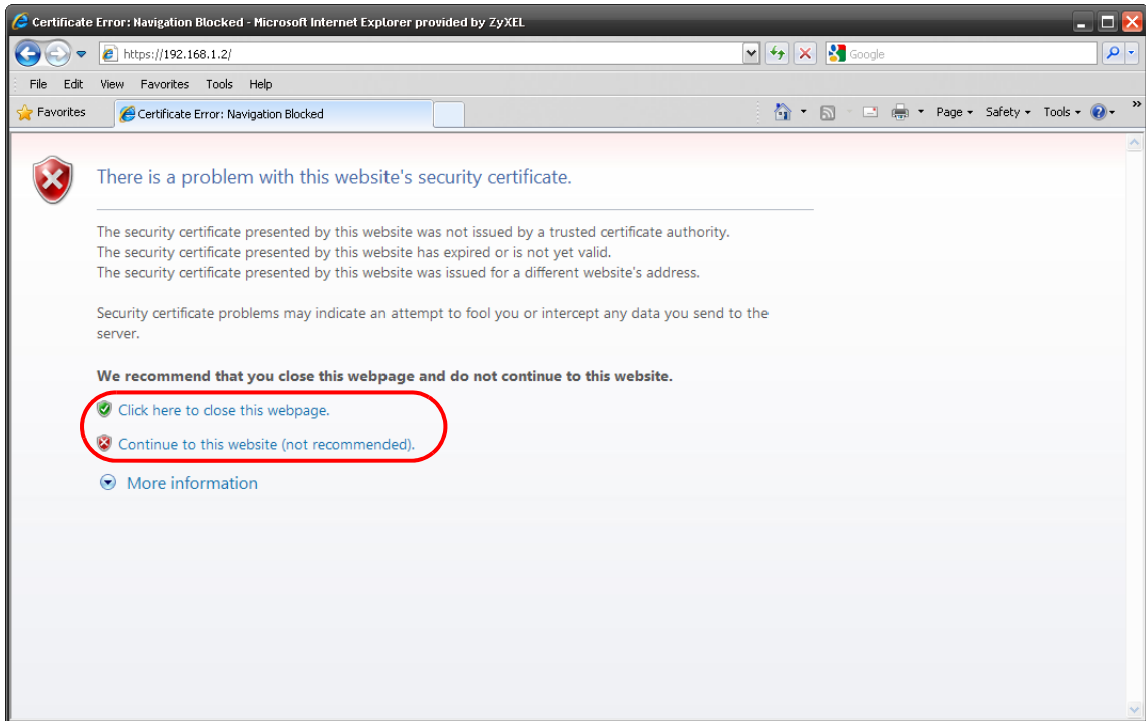 Certificate Error: Navigation Blocked - Microsoft Internet Explorer provided by ZyXEL
https://192.168.1.2/
Google
File Edit View Favorites Tools Help
Favorites Certificate Error: Navigation Blocked Page Safety Tools »
There is a problem with this website's security certificate.
The security certificate presented by this website was not issued by a trusted certificate authority.
The security certificate presented by this website has expired or is not yet valid.
The security certificate presented by this website was issued for a different website's address.
Security certificate problems may indicate an attempt to fool you or intercept any data you send to the
server.
We recommend that you close this webpage and do not continue to this website.
Click here to close this webpage.
Continue to this website (not recommended).
More information